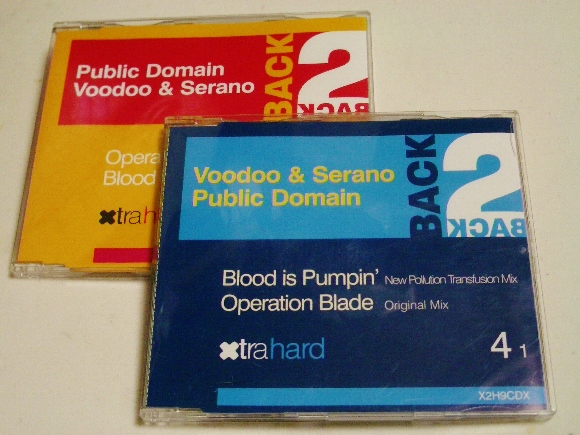 Public Domain
Voodoo & Serano
BACK
2
BACK
Opera
Blood
xtrahard
Voodoo & Serano
Public Domain
BACK
2
BACK
Blood is Pumpin' New Pollution Transfusion Mix
Operation Blade Original Mix
xtrahard
4 1
X2H9CDX